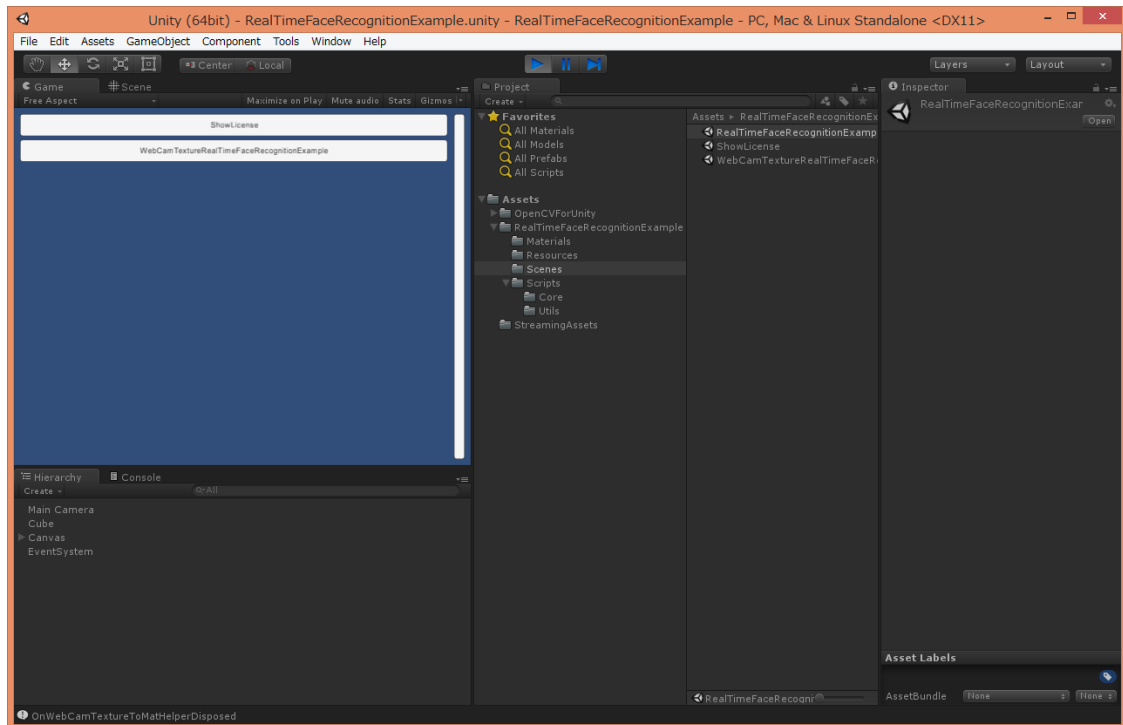 Unity (64bit) - RealTimeFaceRecognitionExample.unity - RealTimeFaceRecognitionExample - PC, Mac & Linux Standalone <DX11>
File Edit Assets GameObject Component Tools Window Help
Center Local
Layers Layout
Game Scene
Free Aspect Maximize on Play Mute audio Stats Gizmos
ShowLicense
WebCamTextureRealTimeFaceRecognitionExample
Hierarchy Console
Create All
Main Camera
Cube
Canvas
EventSystem
Project
Create
Favorites
All Materials
All Models
All Prefabs
All Scripts
Assets
OpenCVForUnity
RealTimeFaceRecognitionExample
Materials
Resources
Scenes
Scripts
Core
Utils
StreamingAssets
Assets RealTimeFaceRecognitionEx
RealTimeFaceRecognitionExamp
ShowLicense
WebCamTextureRealTimeFaceR
RealTimeFaceRecogni
Inspector
RealTimeFaceRecognitionExar
Open
Asset Labels
AssetBundle None None
OnWebCamTextureToMatHelperDisposed